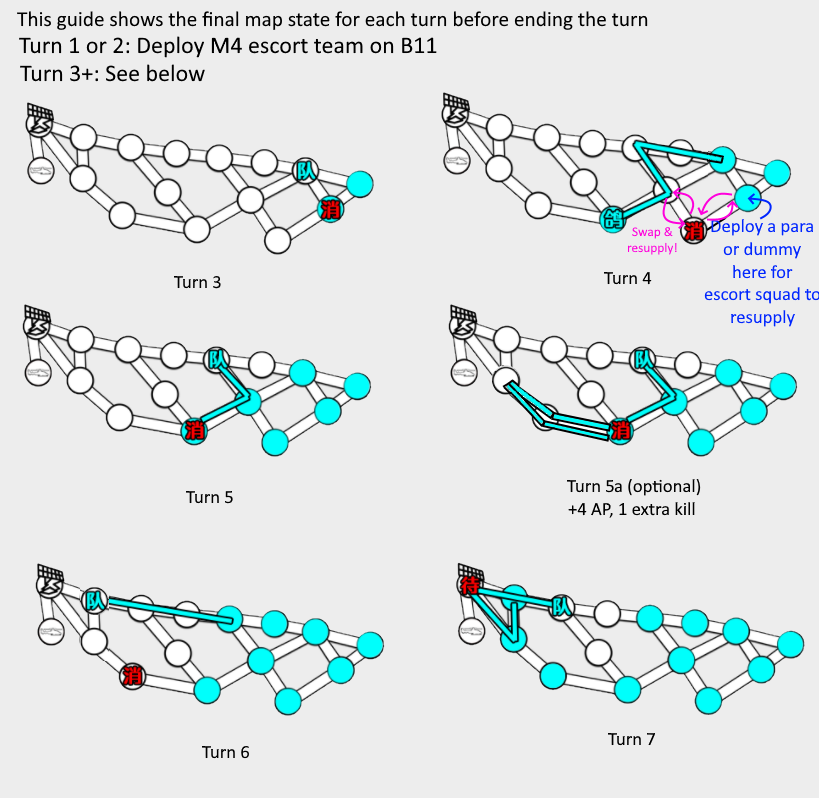 This guide shows the final map state for each turn before ending the turn
Turn 1 or 2: Deploy M4 escort team on B11
Turn 3+: See below
队
消
Turn 3
鸽
消
Swap &
resupply!
Deploy a para
or dummy
here for
escort squad to
resupply
Turn 4
队
消
Turn 5
队
消
Turn 5a (optional)
+4 AP, 1 extra kill
队
消
Turn 6
待
队
Turn 7